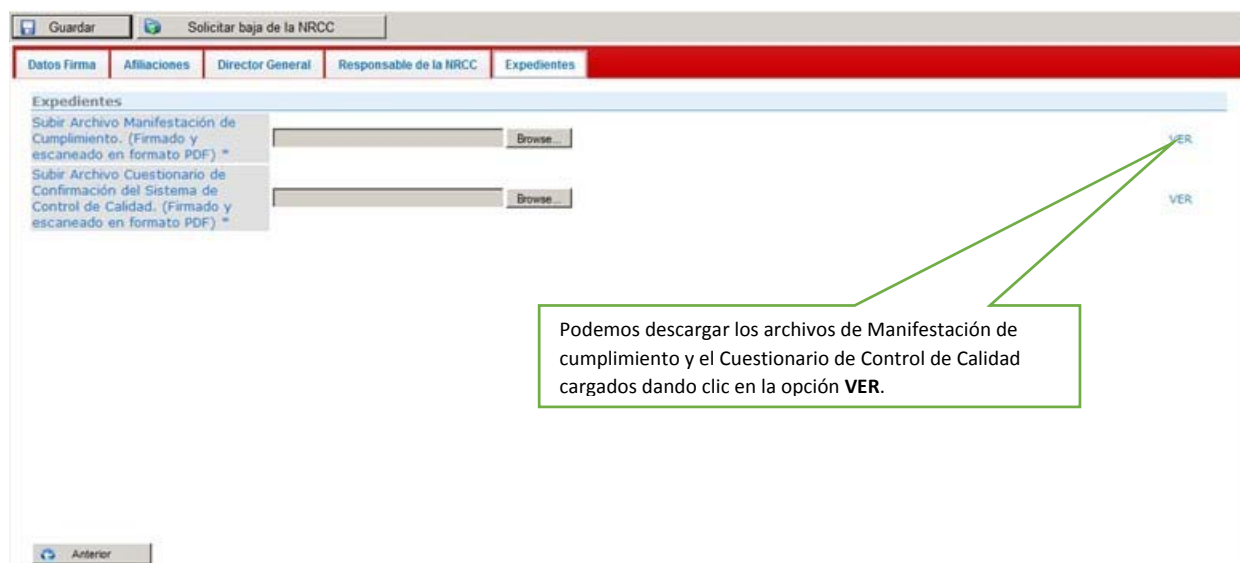 Guardar Solicitar baja de la NRCC
Datos Firma Afiliaciones Director General Responsable de la NRCC Expedientes
Expedientes
Subir Archivo Manifestación de
Cumplimiento. (Firmado y
escaneado en formato PDF) *
Browse... VER
Subir Archivo Cuestionario de
Confirmación del Sistema de
Control de Calidad. (Firmado y
escaneado en formato PDF) *
Browse... VER
Podemos descargar los archivos de Manifestación de
cumplimiento y el Cuestionario de Control de Calidad
cargados dando clic en la opción VER.
Anterior